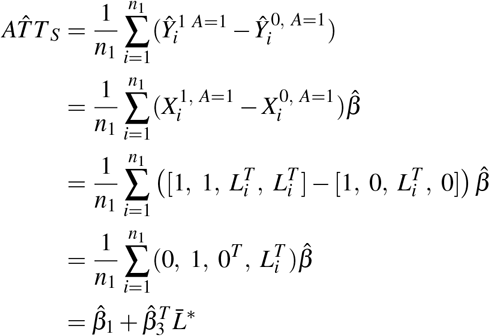 A\hat{T}T_S = \frac{1}{n_1} \sum_{i=1}^{n_1} (\hat{Y}_i^{1\ A=1} - \hat{Y}_i^{0,\ A=1})
= \frac{1}{n_1} \sum_{i=1}^{n_1} (X_i^{1,\ A=1} - X_i^{0,\ A=1}) \hat{\beta}
= \frac{1}{n_1} \sum_{i=1}^{n_1} \left( [1,\ 1,\ L_i^T,\ L_i^T] - [1,\ 0,\ L_i^T,\ 0] \right) \hat{\beta}
= \frac{1}{n_1} \sum_{i=1}^{n_1} (0,\ 1,\ 0^T,\ L_i^T) \hat{\beta}
= \hat{\beta}_1 + \hat{\beta}_3^T \bar{L}^*